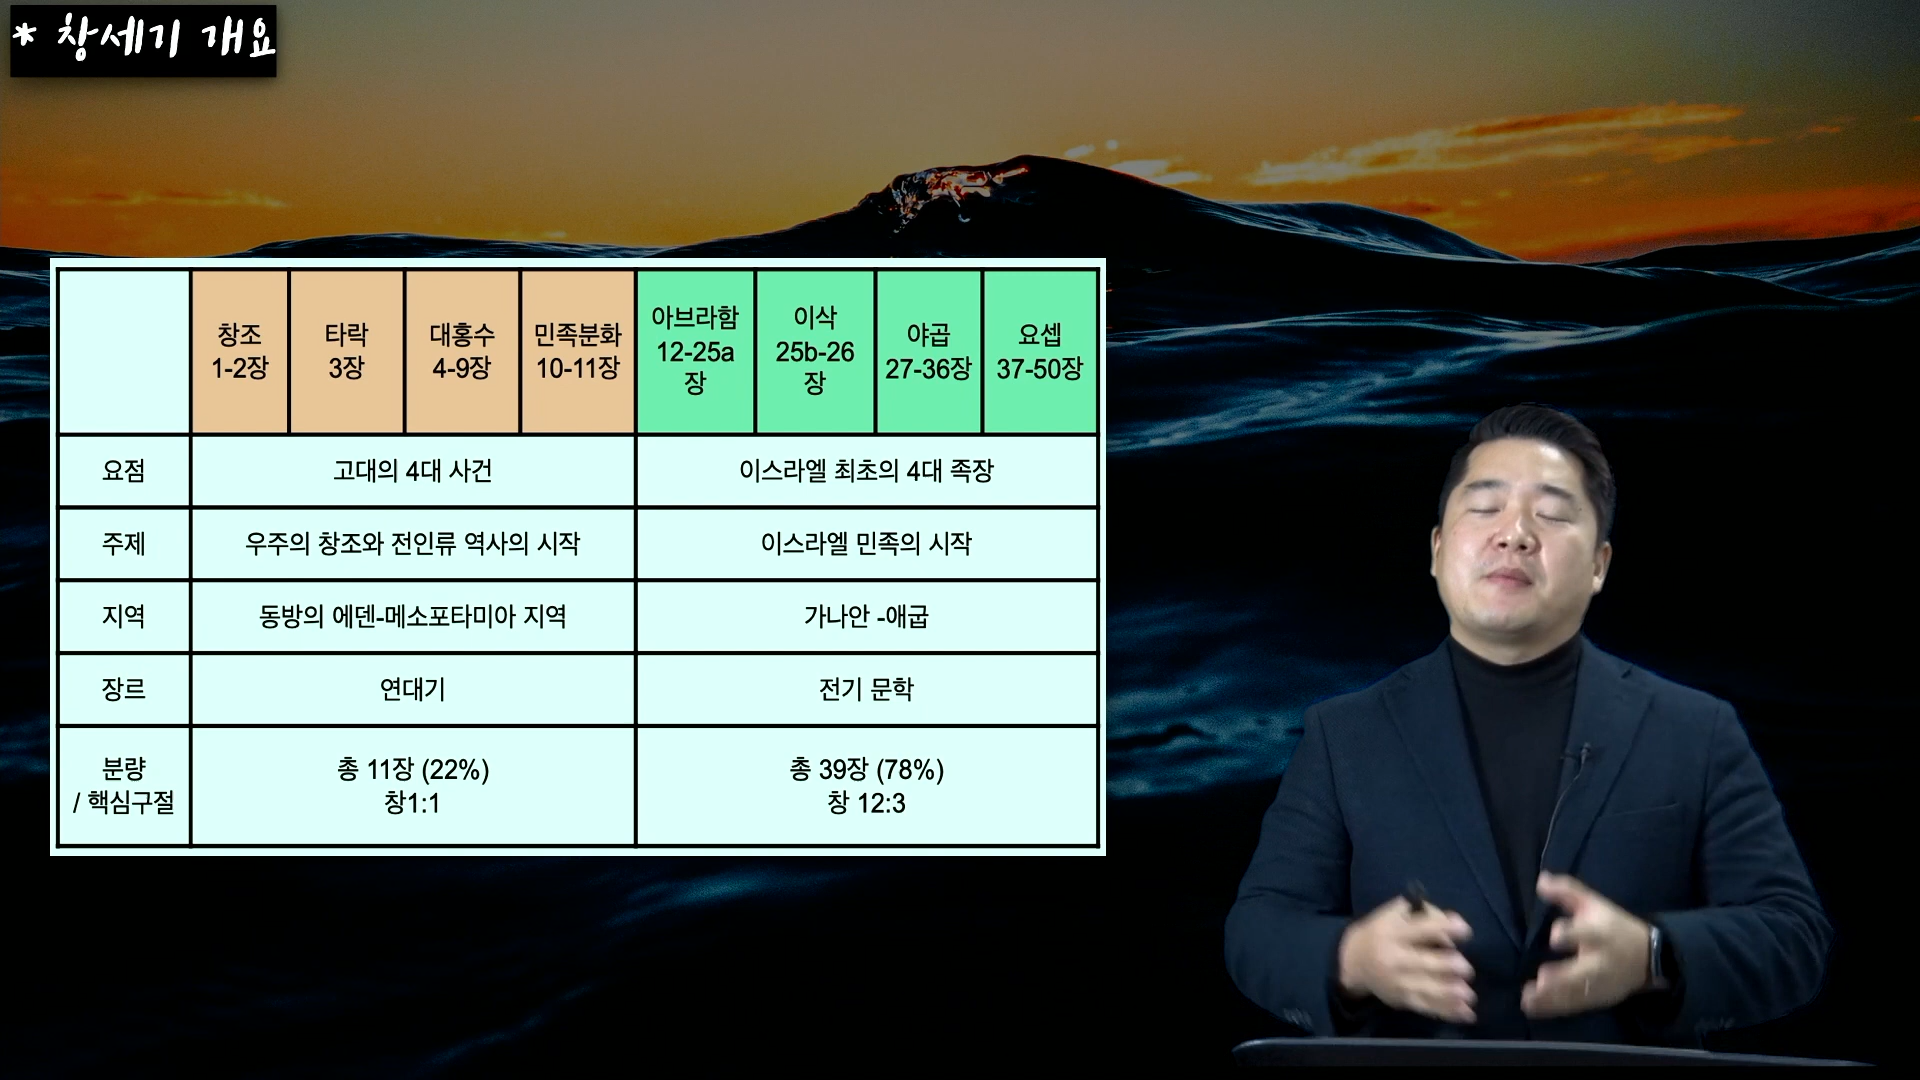 * 창세기 개요
창조
1-2장
타락
3장
대홍수
4-9장
민족분화
10-11장
아브라함
12-25a
장
이삭
25b-26
장
야곱
27-36장
요셉
37-50장
요점
고대의 4대 사건
이스라엘 최초의 4대 족장
주제
우주의 창조와 전인류 역사의 시작
이스라엘 민족의 시작
지역
동방의 에덴-메소포타미아 지역
가나안 -애굽
장르
연대기
전기 문학
분량
/ 핵심구절
총 11장 (22%)
창1:1
총 39장 (78%)
창 12:3